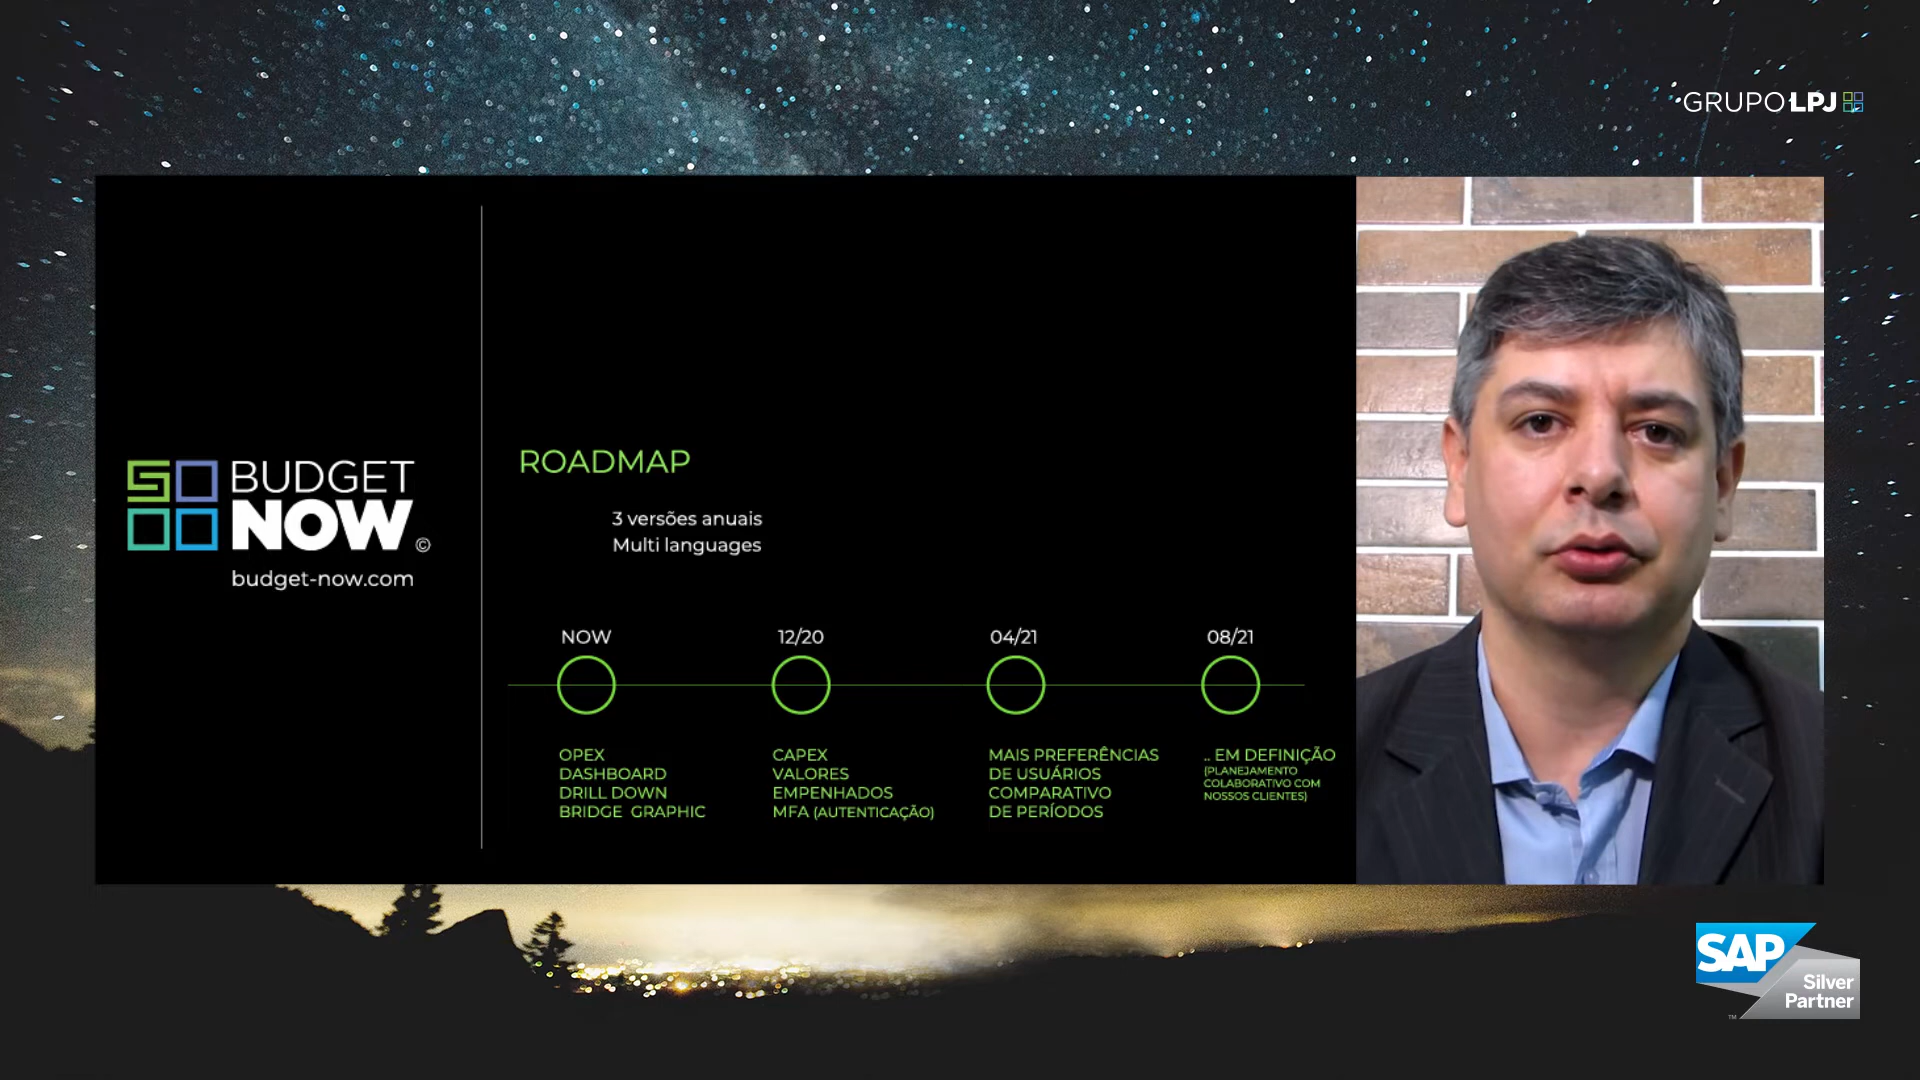 GRUPO LPJ
BUDGET
NOW ©
budget-now.com
ROADMAP
3 versões anuais
Multi languages
NOW
OPEX
DASHBOARD
DRILL DOWN
BRIDGE GRAPHIC
12/20
CAPEX
VALORES
EMPENHADOS
MFA (AUTENTICAÇÃO)
04/21
MAIS PREFERÊNCIAS
DE USUÁRIOS
COMPARATIVO
DE PERÍODOS
08/21
.. EM DEFINIÇÃO
(PLANEJAMENTO
COLABORATIVO COM
NOSSOS CLIENTES)
SAP
Silver
Partner
TM